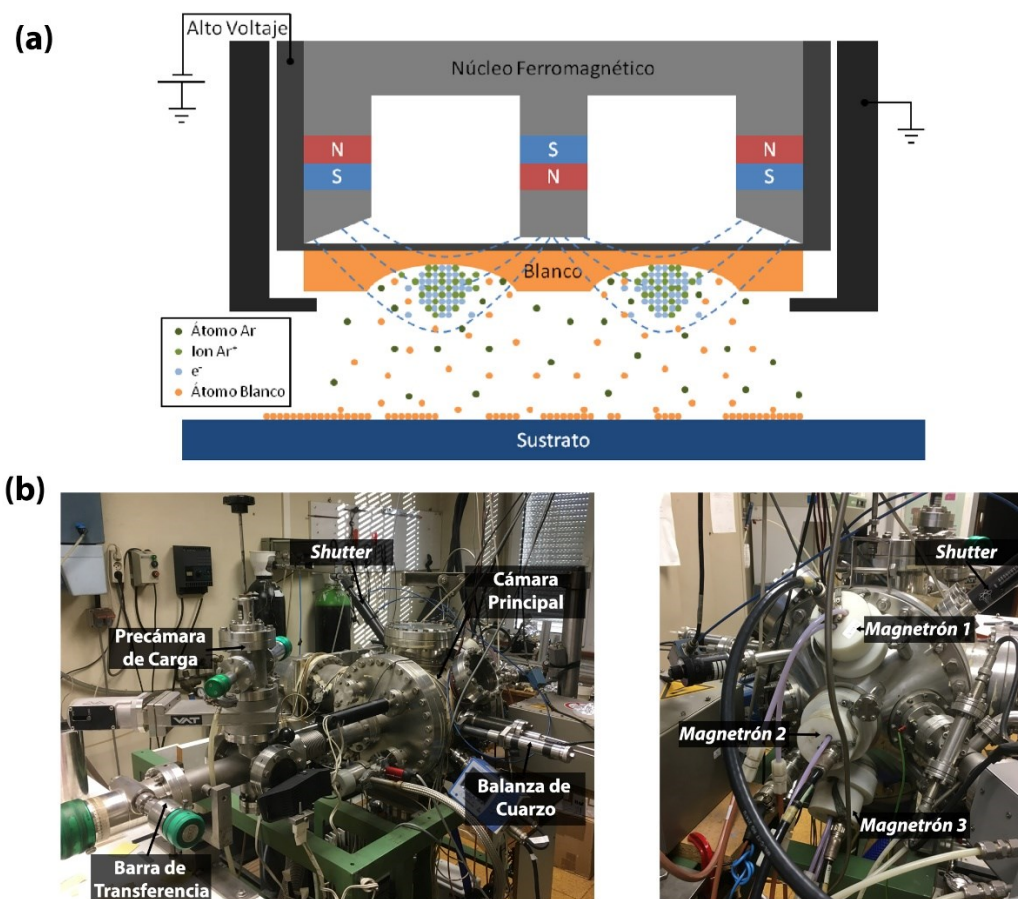 (a)
Alto Voltaje
Núcleo Ferromagnético
N
S
N
S
N
S
Blanco
Átomo Ar
Ion Ar⁺
e⁻
Átomo Blanco
Sustrato
(b)
Shutter
Cámara
Principal
Precámara
de Carga
VAT
Balanza de
Cuarzo
Barra de
Transferencia
Shutter
Magnetrón 1
Magnetrón 2
Magnetrón 3